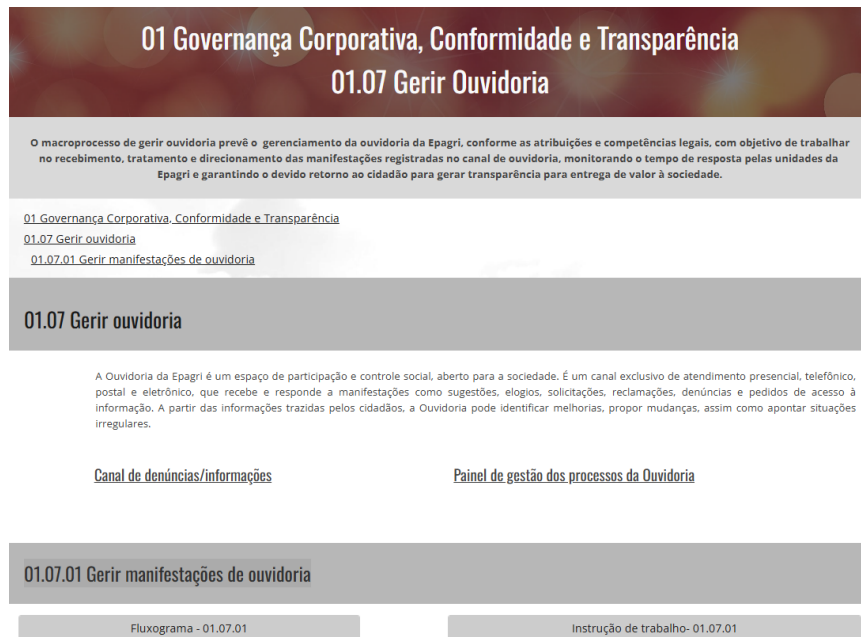 01 Governança Corporativa, Conformidade e Transparência
01.07 Gerir Ouvidoria
O macroprocesso de gerir ouvidoria prevê o gerenciamento da ouvidoria da Epagri, conforme as atribuições e competências legais, com objetivo de trabalhar
no recebimento, tratamento e direcionamento das manifestações registradas no canal de ouvidoria, monitorando o tempo de resposta pelas unidades da
Epagri e garantindo o devido retorno ao cidadão para gerar transparência para entrega de valor à sociedade.
01 Governança Corporativa, Conformidade e Transparência
01.07 Gerir ouvidoria
01.07.01 Gerir manifestações de ouvidoria
01.07 Gerir ouvidoria
A Ouvidoria da Epagri é um espaço de participação e controle social, aberto para a sociedade. É um canal exclusivo de atendimento presencial, telefônico,
postal e eletrônico, que recebe e responde a manifestações como sugestões, elogios, solicitações, reclamações, denúncias e pedidos de acesso à
informação. A partir das informações trazidas pelos cidadãos, a Ouvidoria pode identificar melhorias, propor mudanças, assim como apontar situações
irregulares.
Canal de denúncias/informações
Painel de gestão dos processos da Ouvidoria
01.07.01 Gerir manifestações de ouvidoria
Fluxograma - 01.07.01
Instrução de trabalho- 01.07.01